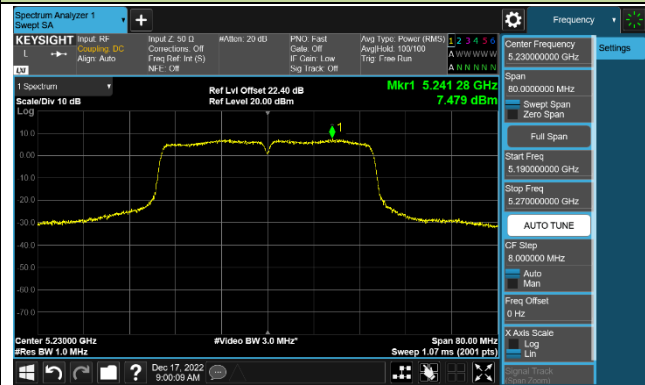 Spectrum Analyzer 1
Swept SA
Frequency
KEYSIGHT
L
LXI
Input: RF
Coupling: DC
Align: Auto
Input Z: 50 Ω
Corrections: Off
Freq Ref: Int (S)
NFE: Off
#Atten: 20 dB
PNO: Fast
Gate: Off
IF Gain: Low
Sig Track: Off
Avg Type: Power (RMS)
Avg|Hold: 100/100
Trig: Free Run
1 2 3 4 5 6
A W W W W W
A N N N N N
1 Spectrum
Scale/Div 10 dB
Log
Ref Lvl Offset 22.40 dB
Ref Level 20.00 dBm
Mkr1 5.241 28 GHz
7.479 dBm
1
10.0
0.00
-10.0
-20.0
-30.0
-40.0
-50.0
-60.0
-70.0
Center 5.23000 GHz
#Res BW 1.0 MHz
#Video BW 3.0 MHz*
Span 80.00 MHz
Sweep 1.07 ms (2001 pts)
Dec 17, 2022
9:00:09 AM
Center Frequency
5.230000000 GHz
Span
80.0000000 MHz
Swept Span
Zero Span
Full Span
Start Freq
5.190000000 GHz
Stop Freq
5.270000000 GHz
AUTO TUNE
CF Step
8.000000 MHz
Auto
Man
Freq Offset
0 Hz
X Axis Scale
Log
Lin
Signal Track
(Span Zoom)
Settings